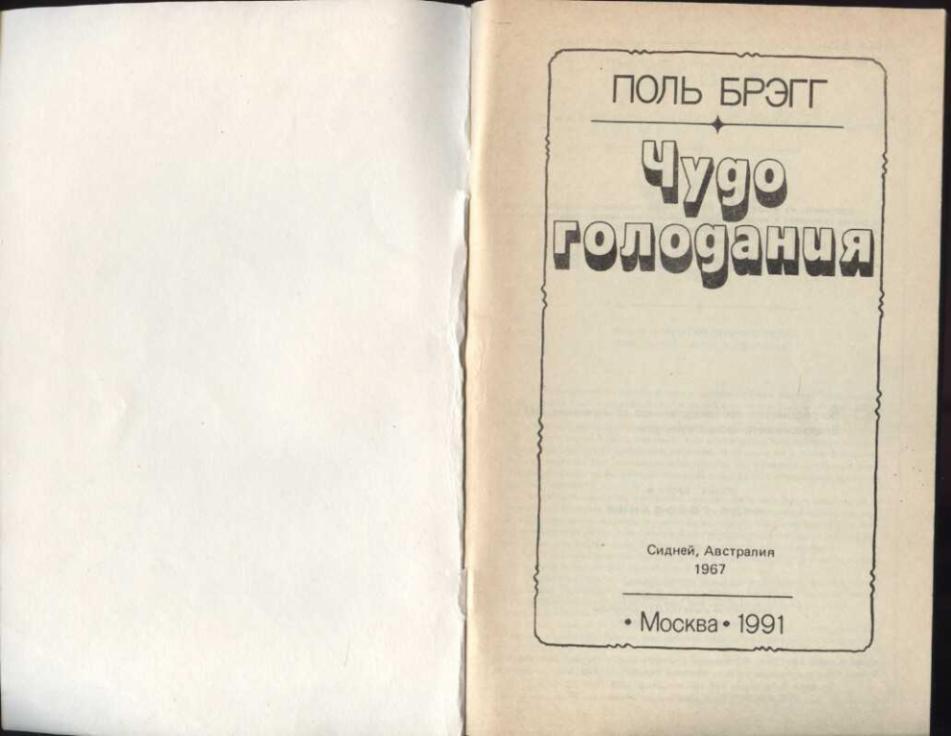 ПОЛЬ БРЭГГ
Чудо
голодания
Сидней, Австралия
1967
• Москва • 1991